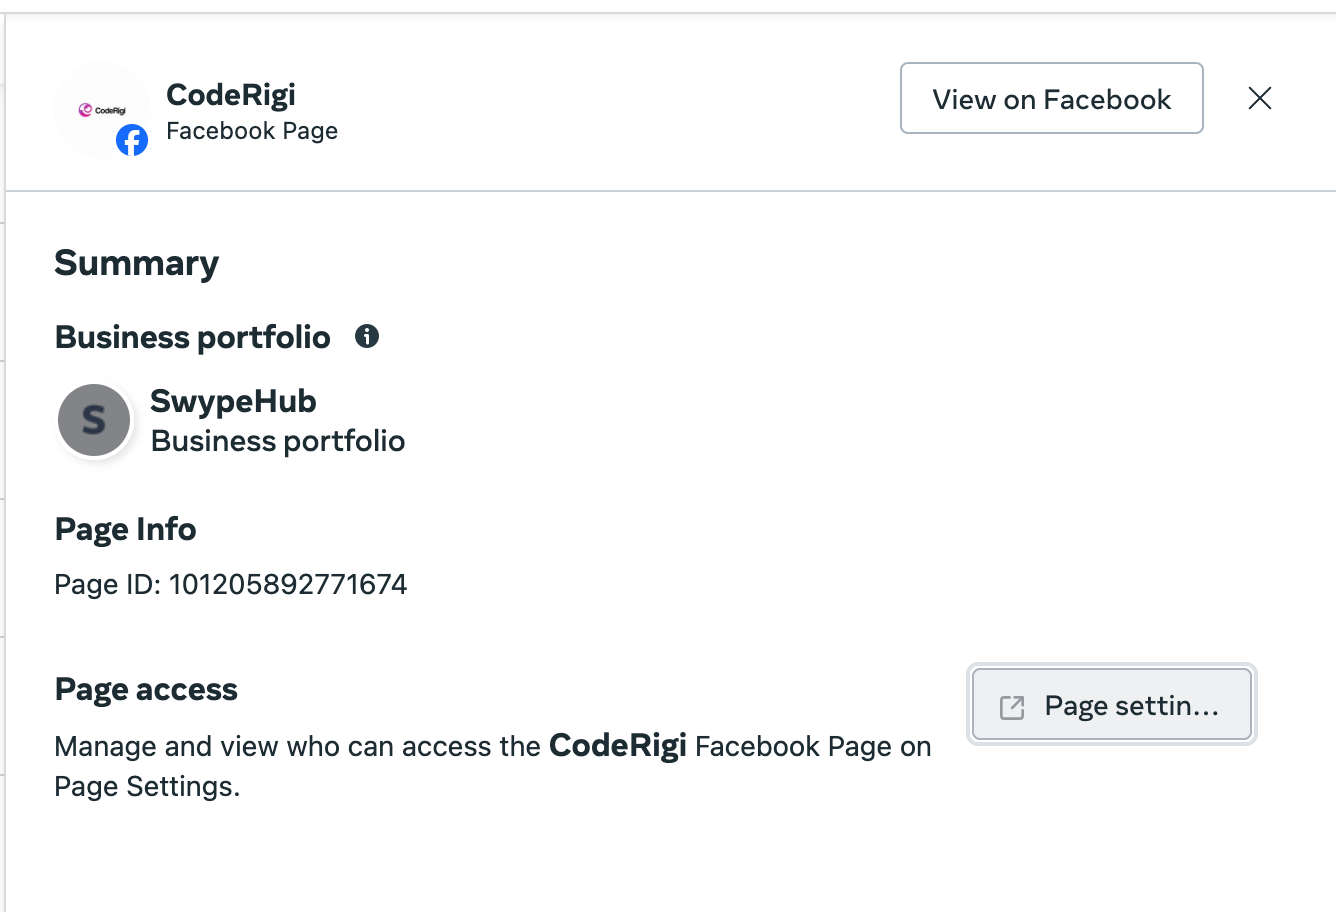 CodeRigi
CodeRigi
Facebook Page
View on Facebook
Summary
Business portfolio
S
SwypeHub
Business portfolio
Page Info
Page ID: 101205892771674
Page access
Page settin...
Manage and view who can access the CodeRigi Facebook Page on
Page Settings.